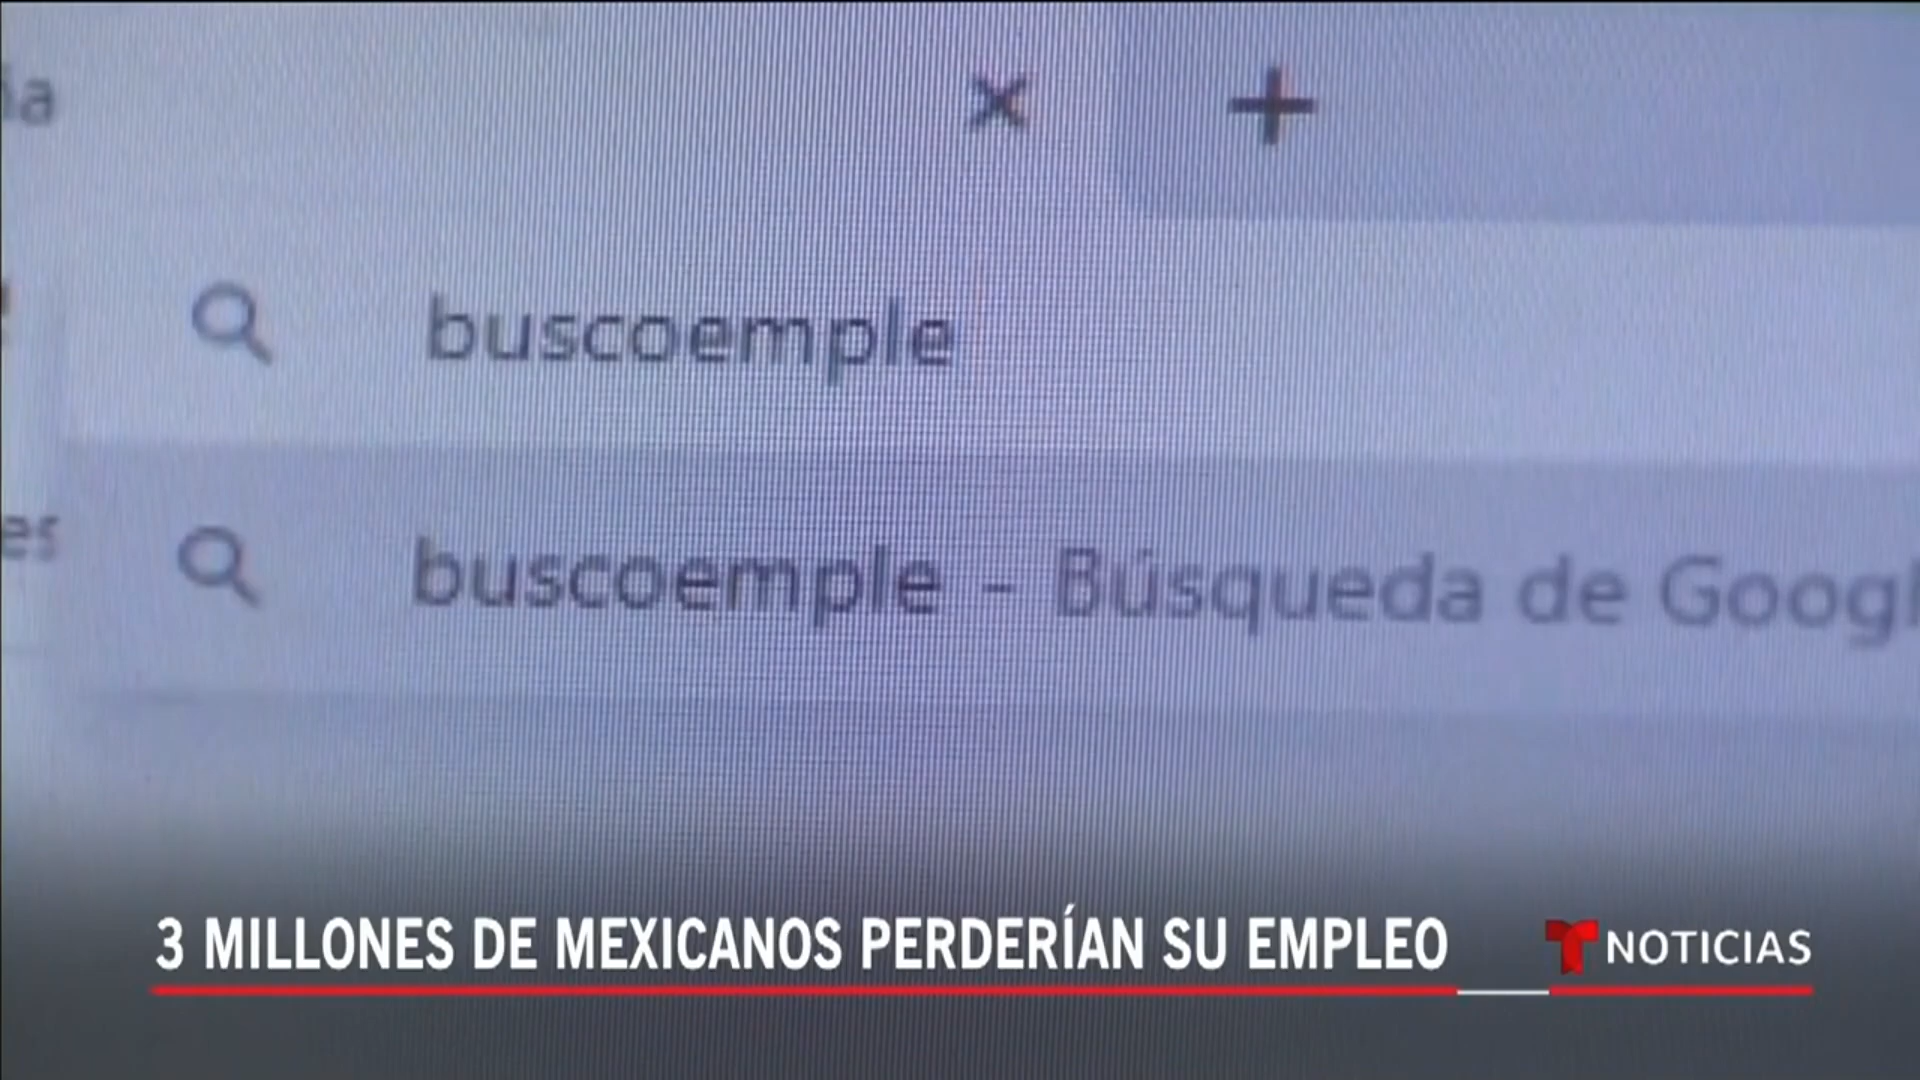 buscoemple
buscoemple - Búsqueda de Googl
3 MILLONES DE MEXICANOS PERDERÍAN SU EMPLEO
NOTICIAS